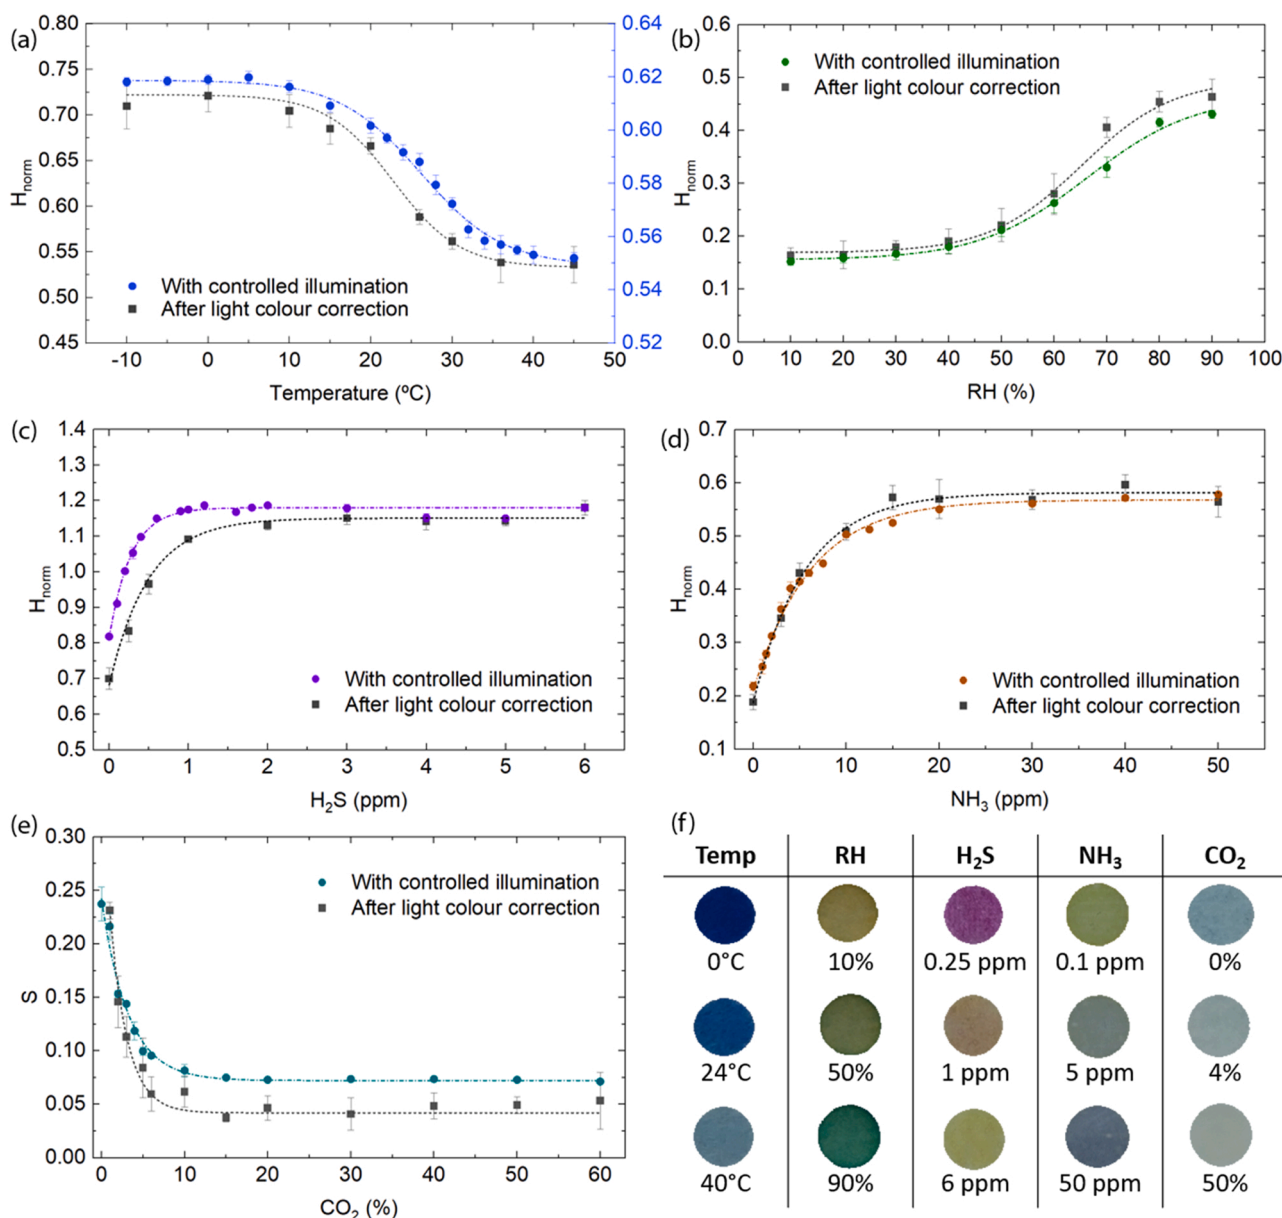 (a)
0.80
0.75
0.70
0.65
0.60
0.55
0.50
0.45
H_norm
0.64
0.62
0.60
0.58
0.56
0.55
0.52
With controlled illumination
After light colour correction
-10 0 10 20 30 40 50
Temperature (ºC)
(b)
0.6
0.5
0.4
0.3
0.2
0.1
0.0
H_norm
With controlled illumination
After light colour correction
0 10 20 30 40 50 60 70 80 90 100
RH (%)
(c)
1.4
1.3
1.2
1.1
1.0
0.9
0.8
0.7
0.6
0.5
H_norm
With controlled illumination
After light colour correction
0 1 2 3 4 5 6
H₂S (ppm)
(d)
0.7
0.6
0.5
0.4
0.3
0.2
0.1
H_norm
With controlled illumination
After light colour correction
0 10 20 30 40 50
NH₃ (ppm)
(e)
0.30
0.25
0.20
0.15
0.10
0.05
0.00
S
With controlled illumination
After light colour correction
0 10 20 30 40 50 60
CO₂ (%)
(f)
Temp RH H₂S NH₃ CO₂
0°C 10% 0.25 ppm 0.1 ppm 0%
24°C 50% 1 ppm 5 ppm 4%
40°C 90% 6 ppm 50 ppm 50%